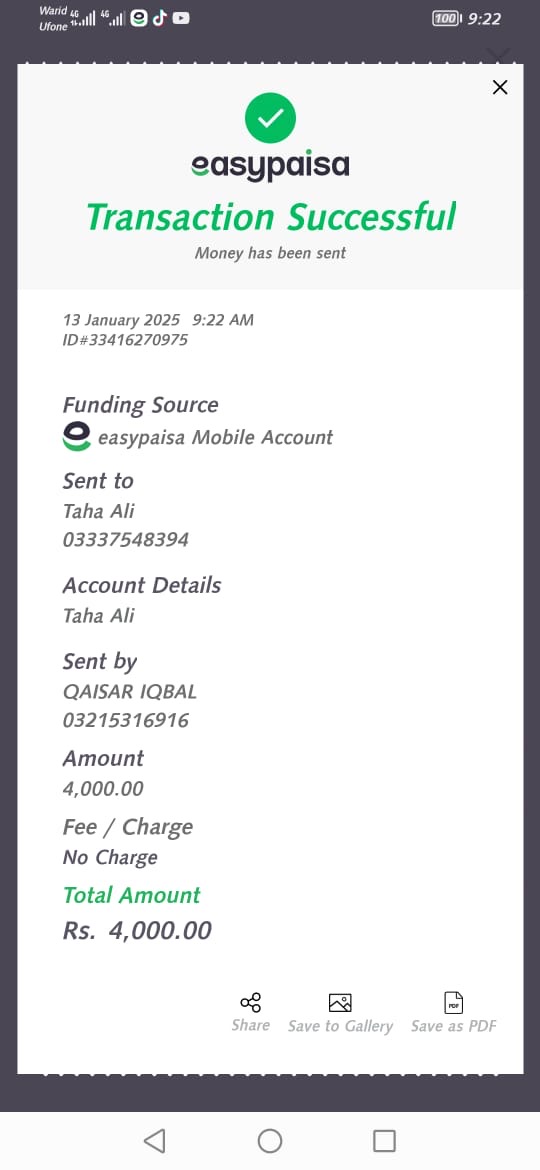 Warid 4G 4G 100 9:22
Ufone
easypaisa
Transaction Successful
Money has been sent
13 January 2025 9:22 AM
ID#33416270975
Funding Source
easypaisa Mobile Account
Sent to
Taha Ali
03337548394
Account Details
Taha Ali
Sent by
QAISAR IQBAL
03215316916
Amount
4,000.00
Fee / Charge
No Charge
Total Amount
Rs. 4,000.00
PDF
Share Save to Gallery Save as PDF